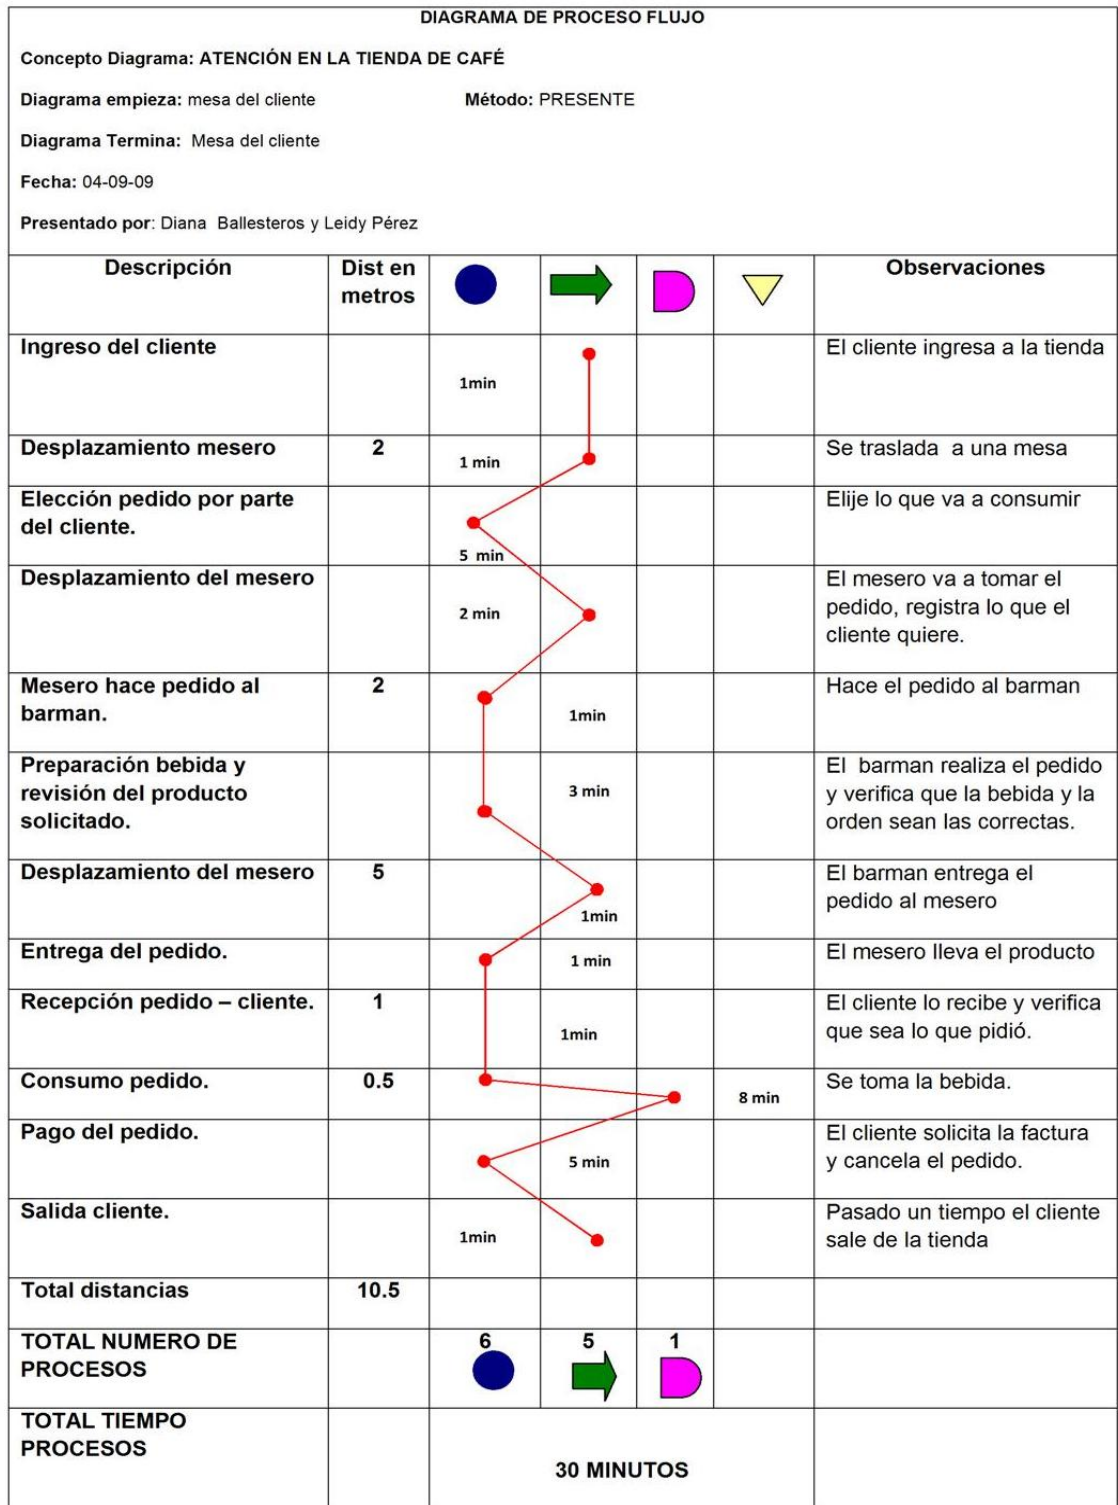 DIAGRAMA DE PROCESO FLUJO
Concepto Diagrama: ATENCIÓN EN LA TIENDA DE CAFÉ
Diagrama empieza: mesa del cliente Método: PRESENTE
Diagrama Termina: Mesa del cliente
Fecha: 04-09-09
Presentado por: Diana Ballesteros y Leidy Pérez
Descripción
Dist en
metros
Observaciones
Ingreso del cliente
1min
El cliente ingresa a la tienda
Desplazamiento mesero
2
1 min
Se traslada a una mesa
Elección pedido por parte
del cliente.
5 min
Elije lo que va a consumir
Desplazamiento del mesero
2 min
El mesero va a tomar el
pedido, registra lo que el
cliente quiere.
Mesero hace pedido al
barman.
2
1min
Hace el pedido al barman
Preparación bebida y
revisión del producto
solicitado.
3 min
El barman realiza el pedido
y verifica que la bebida y la
orden sean las correctas.
Desplazamiento del mesero
5
1min
El barman entrega el
pedido al mesero
Entrega del pedido.
1 min
El mesero lleva el producto
Recepción pedido – cliente.
1
1min
El cliente lo recibe y verifica
que sea lo que pidió.
Consumo pedido.
0.5
8 min
Se toma la bebida.
Pago del pedido.
5 min
El cliente solicita la factura
y cancela el pedido.
Salida cliente.
1min
Pasado un tiempo el cliente
sale de la tienda
Total distancias
10.5
TOTAL NUMERO DE
PROCESOS
6 5 1
TOTAL TIEMPO
PROCESOS
30 MINUTOS